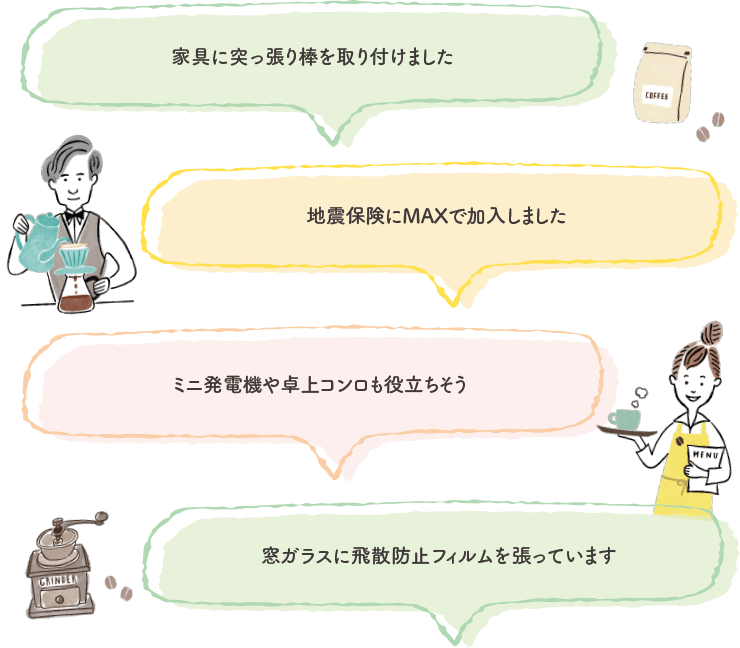 家具に突っ張り棒を取り付けました
COFFEE
地震保険にMAXで加入しました
ミニ発電機や卓上コンロも役立ちそう
MENU
窓ガラスに飛散防止フィルムを張っています
GRINDER